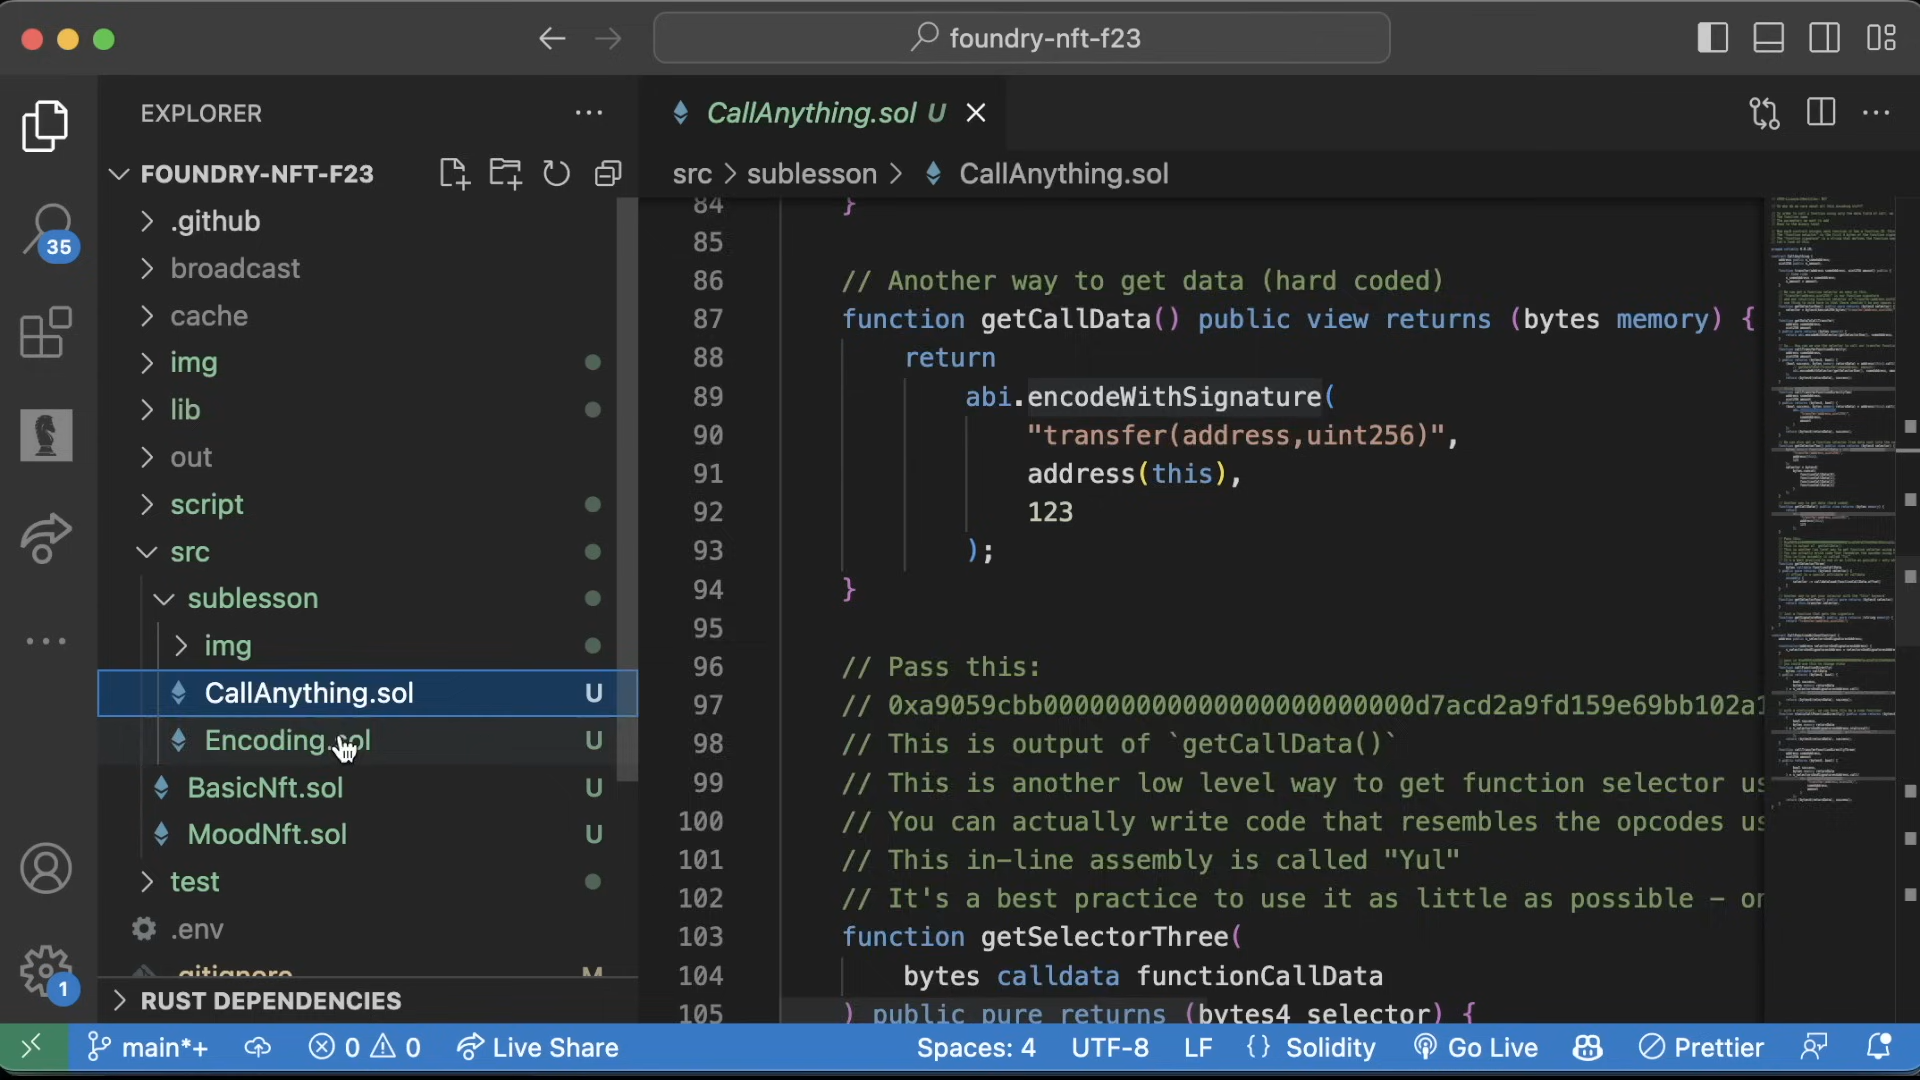 foundry-nft-f23
EXPLORER
FOUNDRY-NFT-F23
.github
broadcast
cache
img
lib
out
script
src
sublesson
img
CallAnything.sol U
Encoding.sol U
BasicNft.sol U
MoodNft.sol U
test
.env
.gitignore M
RUST DEPENDENCIES
35
1
CallAnything.sol U
src > sublesson > CallAnything.sol
84 }
85
86 // Another way to get data (hard coded)
87 function getCallData() public view returns (bytes memory) {
88 return
89 abi.encodeWithSignature(
90 "transfer(address,uint256)",
91 address(this),
92 123
93 );
94 }
95
96 // Pass this:
97 // 0xa9059cbb000000000000000000000000d7acd2a9fd159e69bb102a1
98 // This is output of `getCallData()`
99 // This is another low level way to get function selector us
100 // You can actually write code that resembles the opcodes us
101 // This in-line assembly is called "Yul"
102 // It's a best practice to use it as little as possible - on
103 function getSelectorThree(
104 bytes calldata functionCallData
105 ) public pure returns (bytes4 selector) {
main*+ 0 0 Live Share Spaces: 4 UTF-8 LF {} Solidity Go Live Prettier